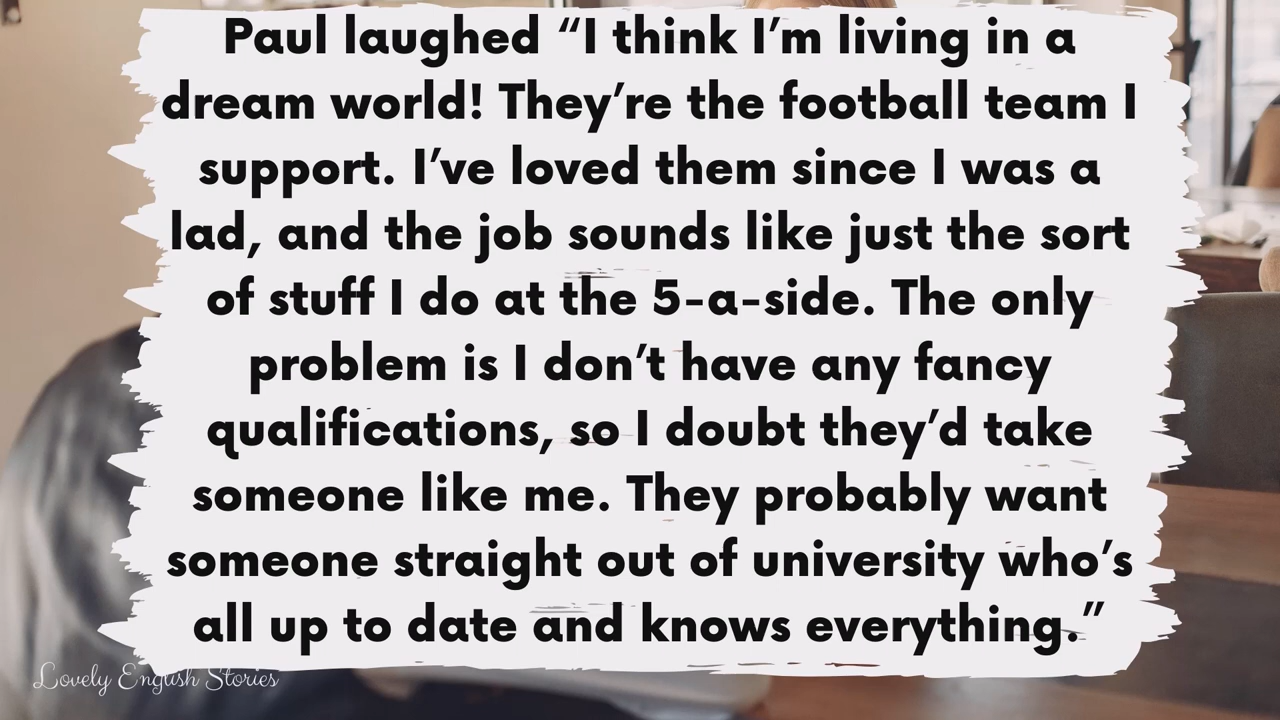 Paul laughed “I think I’m living in a
dream world! They’re the football team I
support. I’ve loved them since I was a
lad, and the job sounds like just the sort
of stuff I do at the 5-a-side. The only
problem is I don’t have any fancy
qualifications, so I doubt they’d take
someone like me. They probably want
someone straight out of university who’s
all up to date and knows everything.”
Lovely English Stories